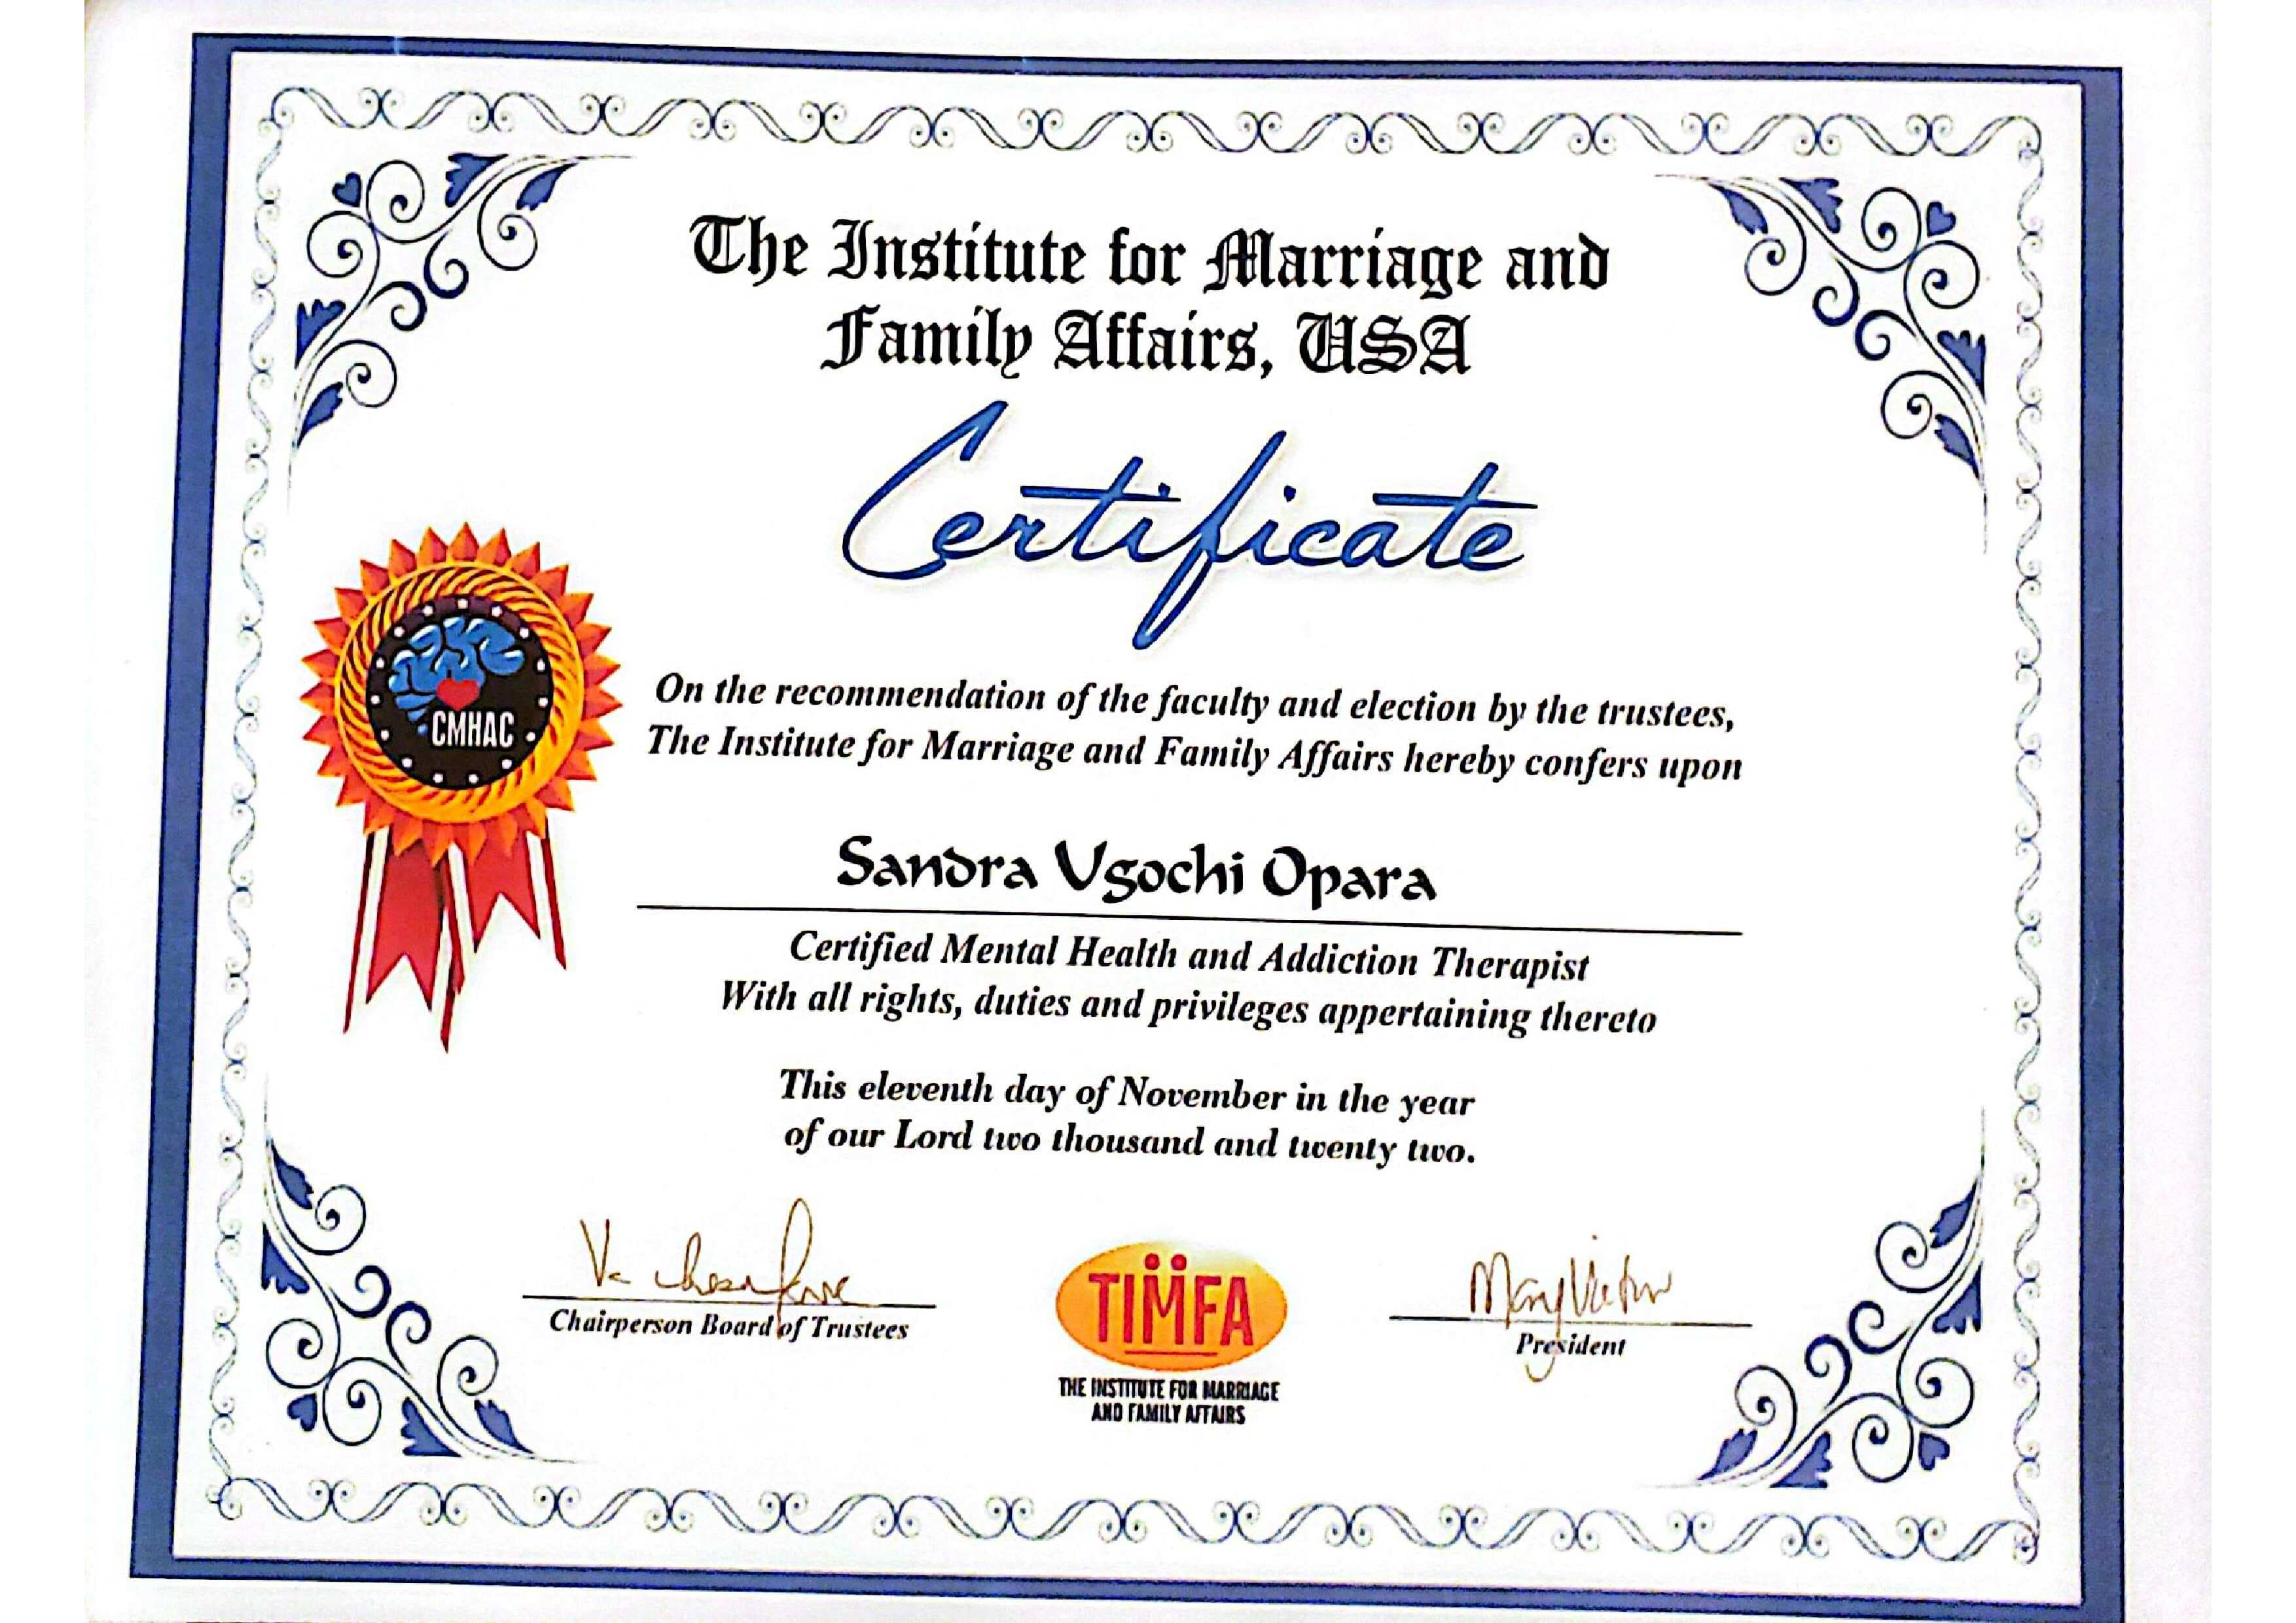 The Institute for Marriage and
Family Affairs, USA
Certificate
CMHAC
On the recommendation of the faculty and election by the trustees,
The Institute for Marriage and Family Affairs hereby confers upon
Sandra Ugochi Opara
Certified Mental Health and Addiction Therapist
With all rights, duties and privileges appertaining thereto
This eleventh day of November in the year
of our Lord two thousand and twenty two.
Chairperson Board of Trustees
TIMFA
THE INSTITUTE FOR MARRIAGE
AND FAMILY AFFAIRS
President